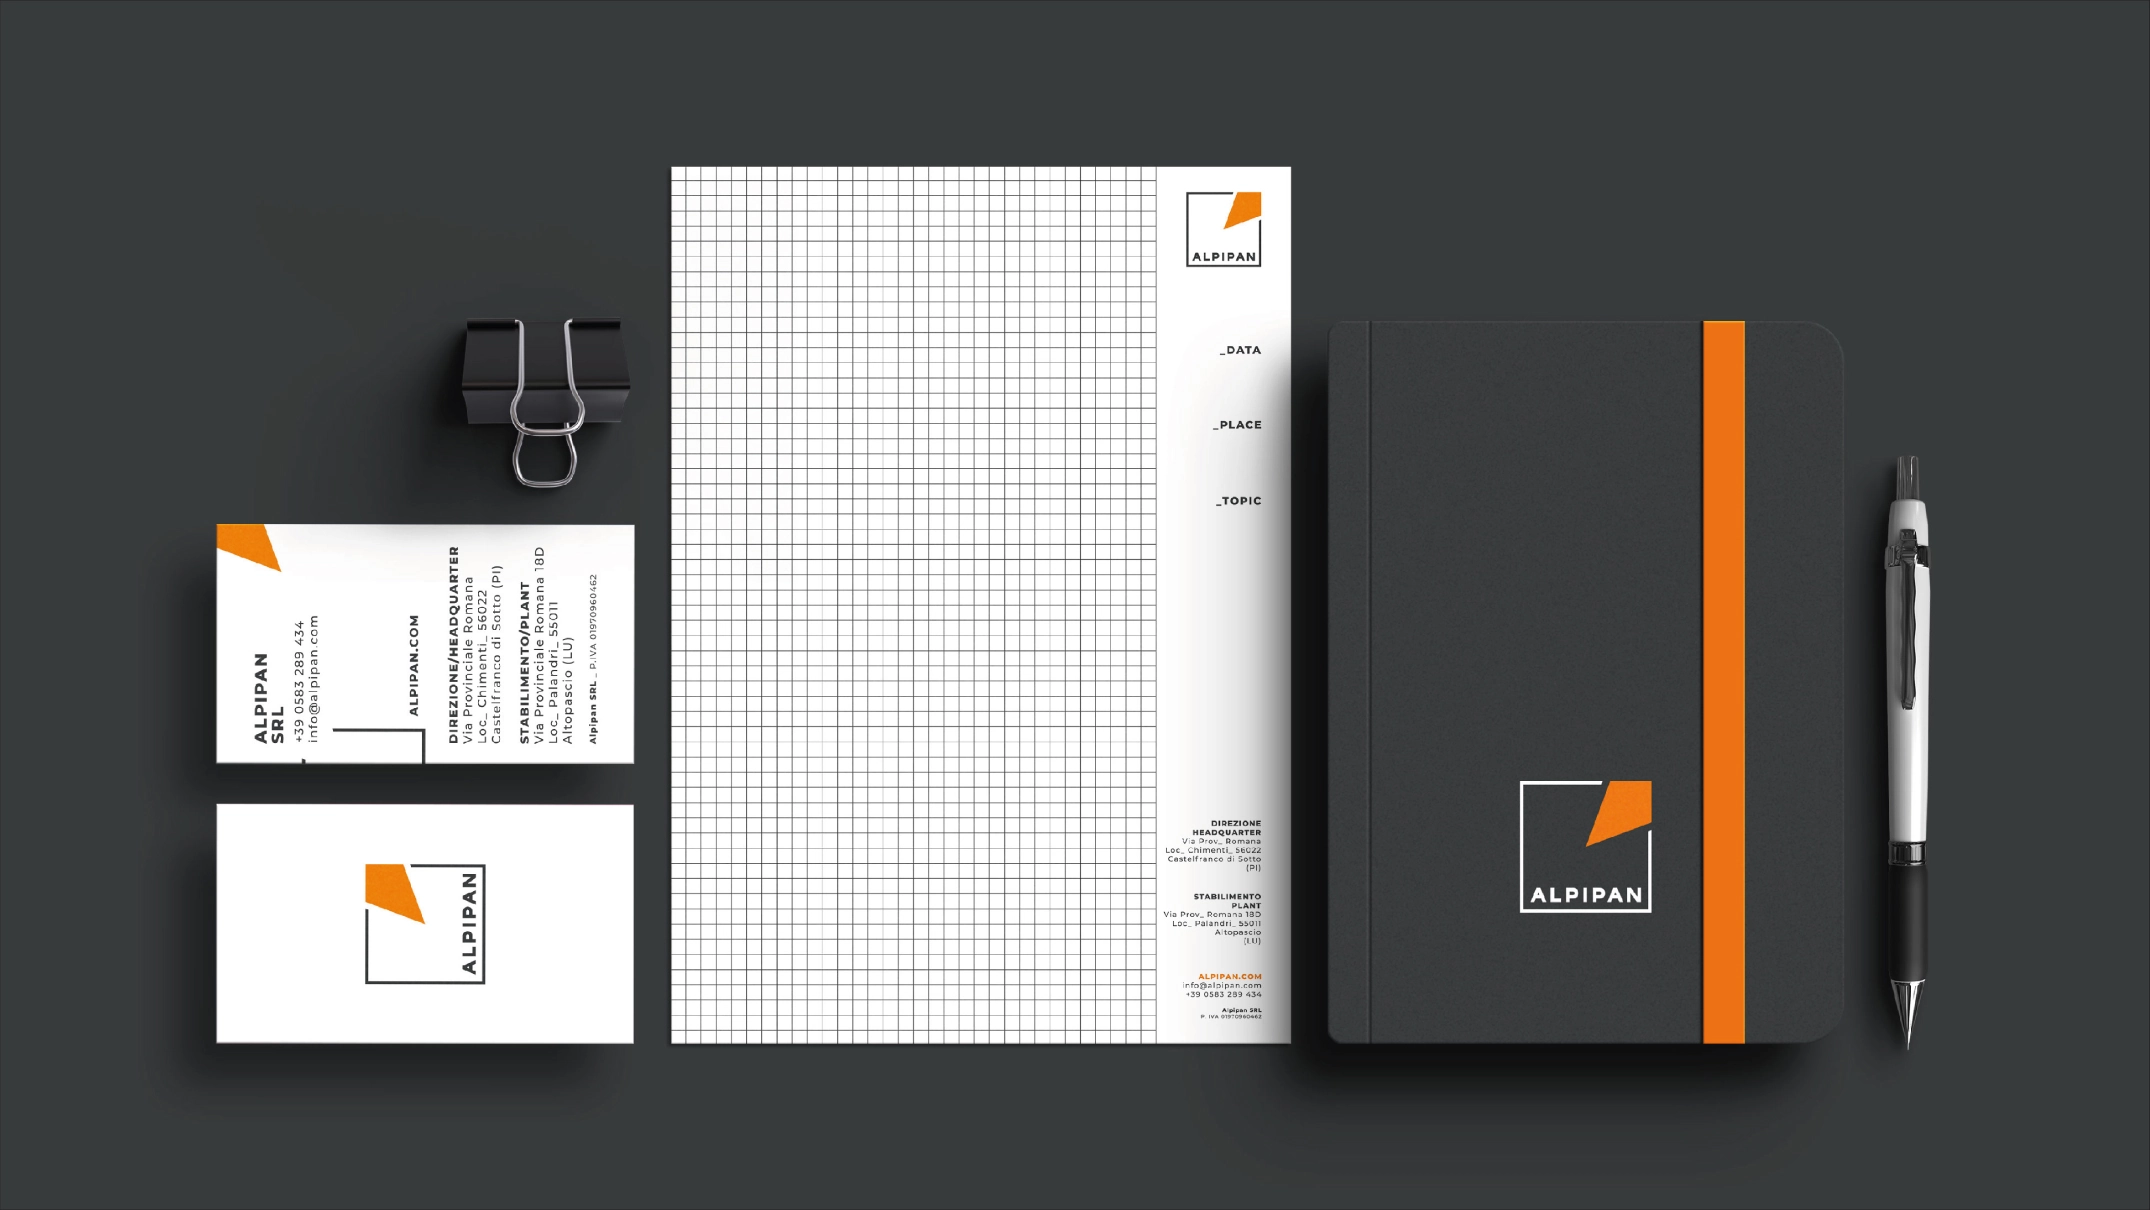 ALPIPAN
SRL
+39 0583 289 434
info@alpipan.com
ALPIPAN.COM
DIREZIONE/HEADQUARTER
Via Provinciale Romana
Loc_ Chimenti_ 56022
Castelfranco di Sotto (PI)
STABILIMENTO/PLANT
Via Provinciale Romana 18D
Loc_ Palandri_ 55011
Altopascio (LU)
Alpipan SRL _ P.IVA 01970960462
ALPIPAN
ALPIPAN
_DATA
_PLACE
_TOPIC
DIREZIONE
HEADQUARTER
Via Prov_ Romana
Loc_ Chimenti_ 56022
Castelfranco di Sotto
(PI)
STABILIMENTO
PLANT
Via Prov_ Romana 18D
Loc_ Palandri_ 55011
Altopascio
(LU)
ALPIPAN.COM
info@alpipan.com
+39 0583 289 434
Alpipan SRL
P. IVA 01970960462
ALPIPAN